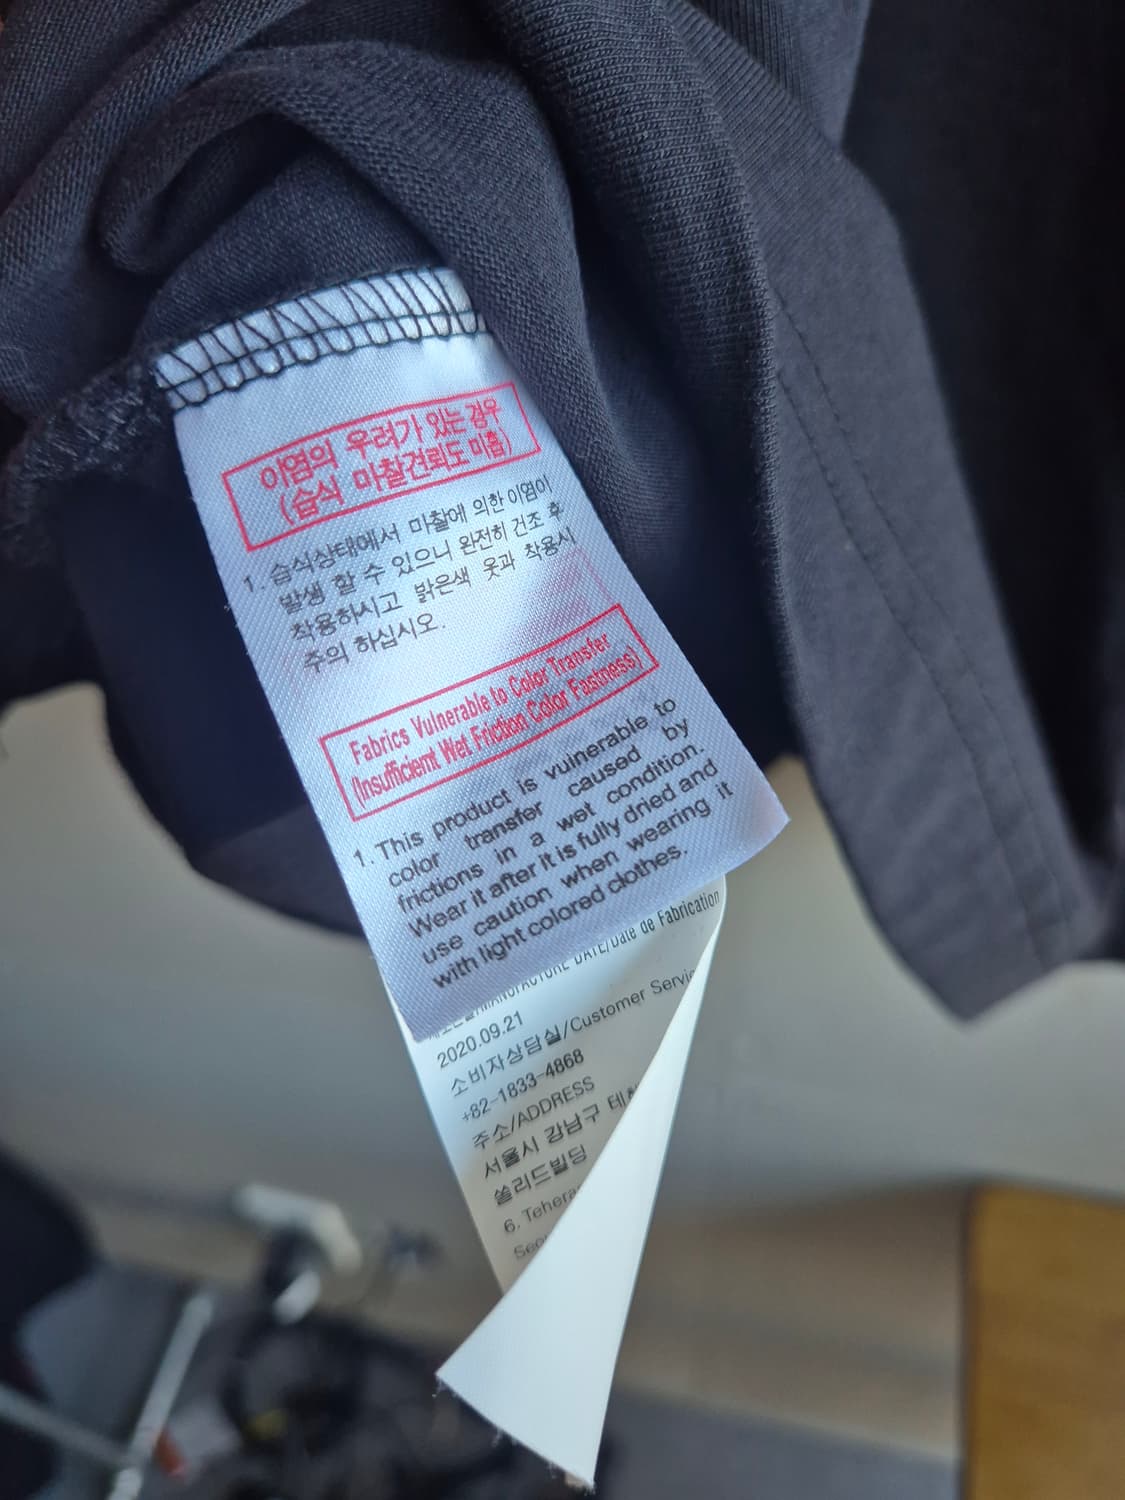 이염의 우려가 있는 경우
(습식 마찰견뢰도 미흡)
1. 습식상태에서 마찰에 의한 이염이
발생 할 수 있으니 완전히 건조 후
착용하시고 밝은색 옷과 착용시
주의 하십시오.
Fabrics Vulnerable to Color Transfer
(Insufficient Wet Friction Color Fastness)
1. This product is vulnerable to
color transfer caused by
frictions in a wet condition.
Wear it after it is fully dried and
use caution when wearing it
with light colored clothes.
MANUFACTURE DATE/Date de Fabrication
2020.09.21
소비자상담실/Customer
+82-1833-4868
주소/ADDRESS
서울시 강남구
쏠리드빌딩
6.